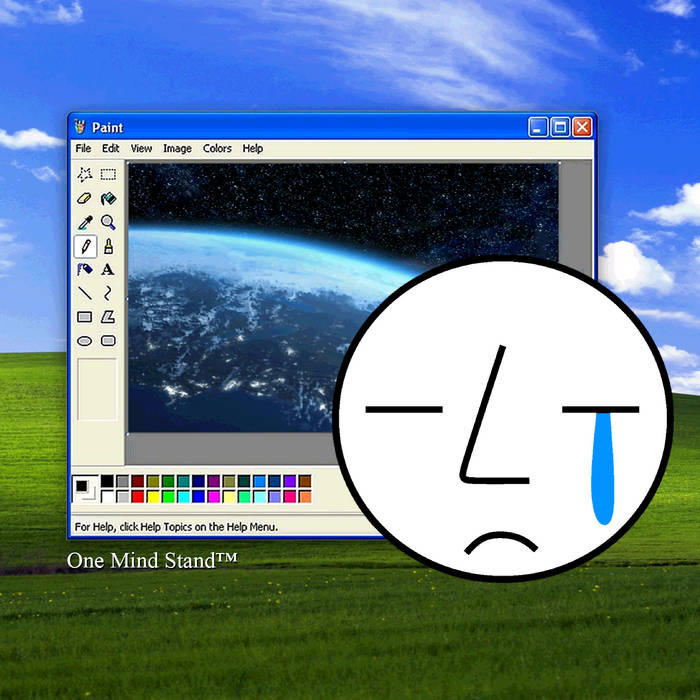 Paint
File Edit View Image Colors Help
A
For Help, click Help Topics on the Help Menu.
One Mind Stand™